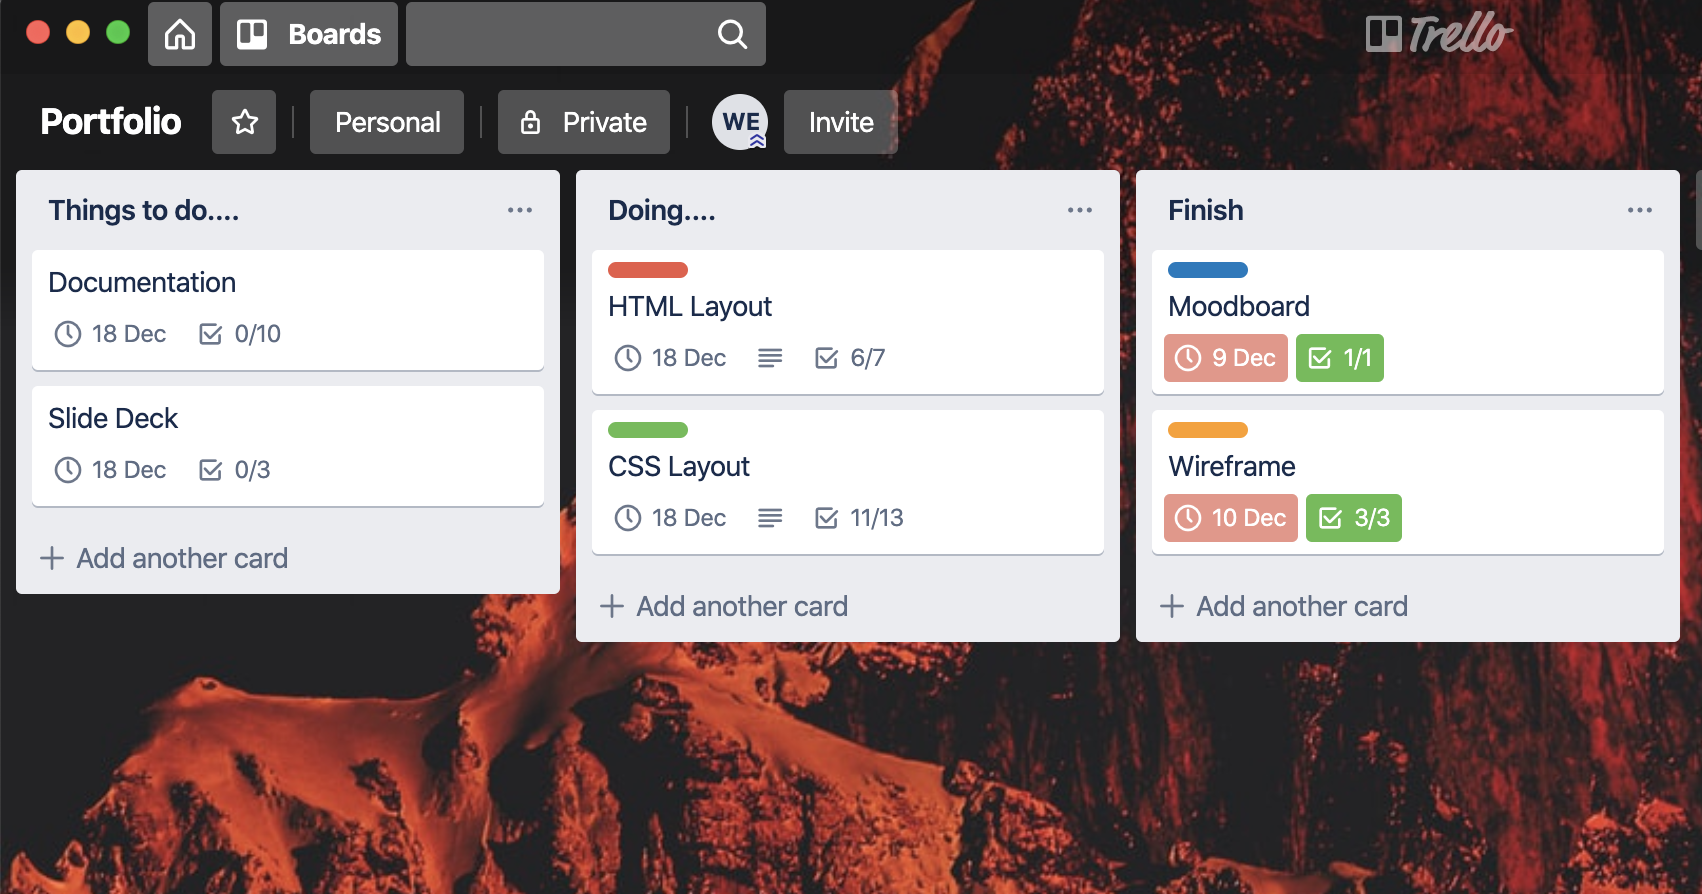 Boards
Trello
Portfolio
Personal
Private
WE
Invite
Things to do....
Documentation
18 Dec 0/10
Slide Deck
18 Dec 0/3
+ Add another card
Doing....
HTML Layout
18 Dec 6/7
CSS Layout
18 Dec 11/13
+ Add another card
Finish
Moodboard
9 Dec 1/1
Wireframe
10 Dec 3/3
+ Add another card